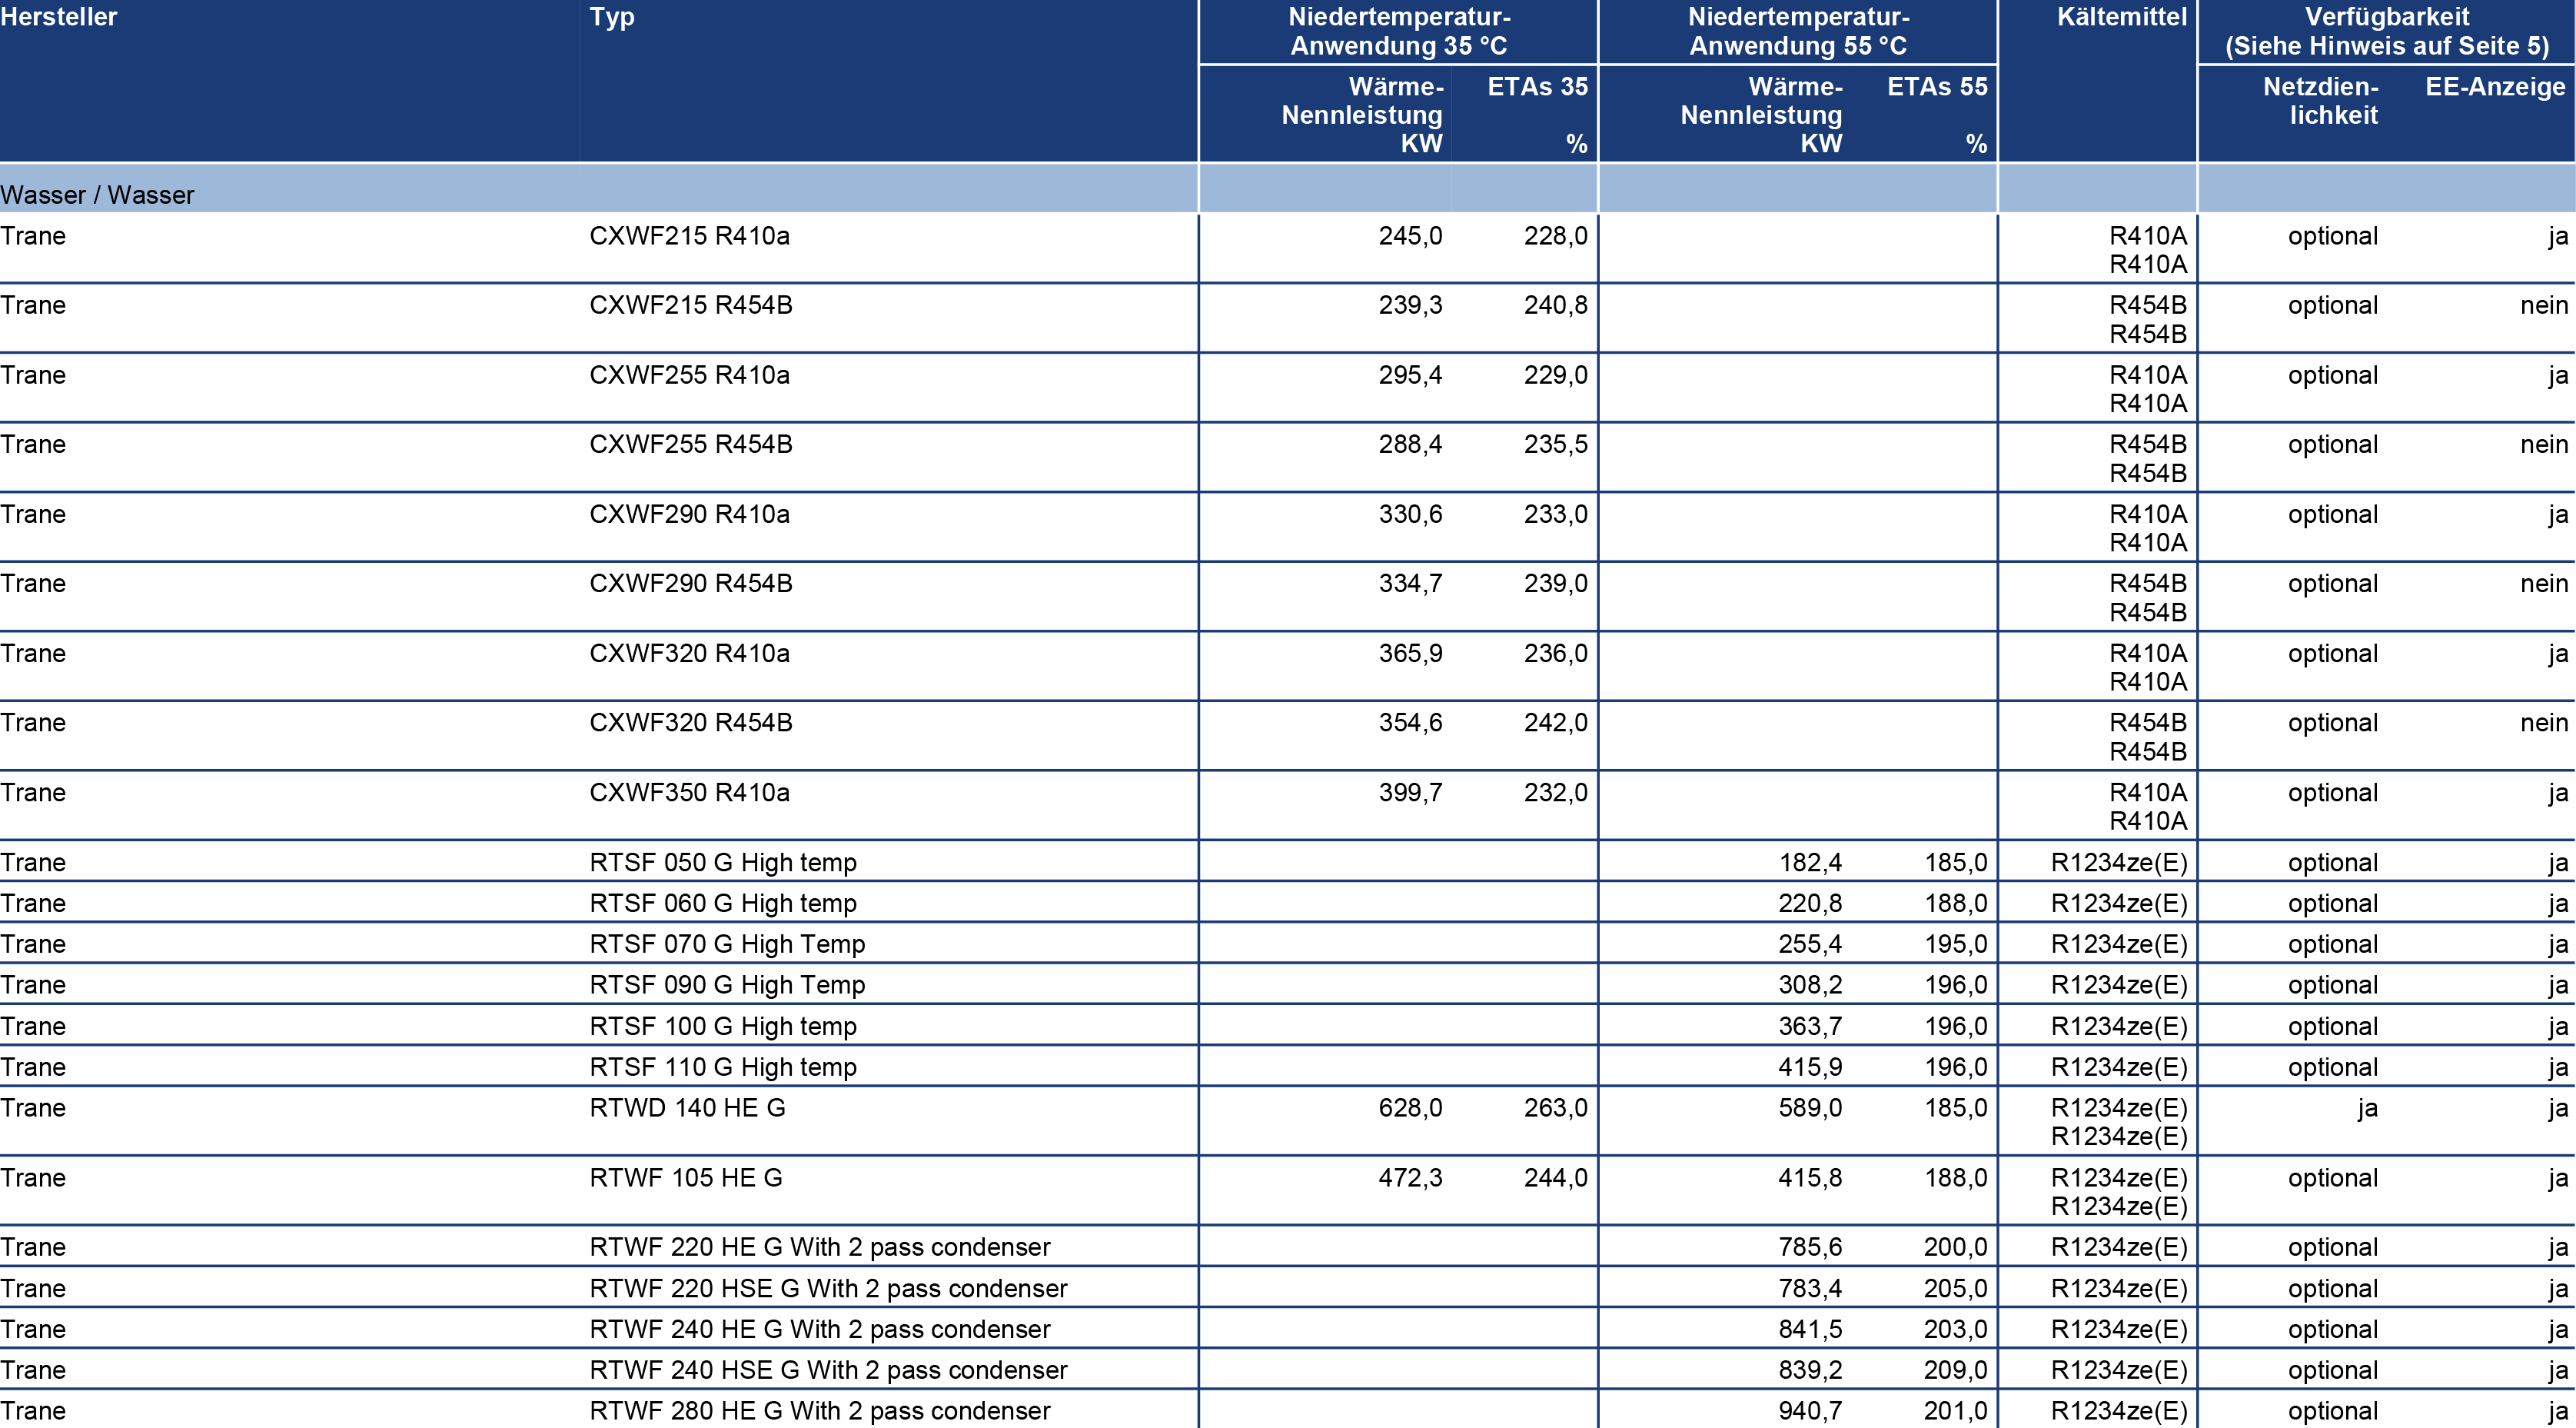 Hersteller Typ Niedertemperatur- Niedertemperatur- Kältemittel Verfügbarkeit
Anwendung 35 °C Anwendung 55 °C (Siehe Hinweis auf Seite 5)
Wärme- ETAs 35 Wärme- ETAs 55 Netzdien- EE-Anzeige
Nennleistung Nennleistung lichkeit
KW % KW %
Wasser / Wasser
Trane CXWF215 R410a 245,0 228,0 R410A optional ja
R410A
Trane CXWF215 R454B 239,3 240,8 R454B optional nein
R454B
Trane CXWF255 R410a 295,4 229,0 R410A optional ja
R410A
Trane CXWF255 R454B 288,4 235,5 R454B optional nein
R454B
Trane CXWF290 R410a 330,6 233,0 R410A optional ja
R410A
Trane CXWF290 R454B 334,7 239,0 R454B optional nein
R454B
Trane CXWF320 R410a 365,9 236,0 R410A optional ja
R410A
Trane CXWF320 R454B 354,6 242,0 R454B optional nein
R454B
Trane CXWF350 R410a 399,7 232,0 R410A optional ja
R410A
Trane RTSF 050 G High temp 182,4 185,0 R1234ze(E) optional ja
Trane RTSF 060 G High temp 220,8 188,0 R1234ze(E) optional ja
Trane RTSF 070 G High Temp 255,4 195,0 R1234ze(E) optional ja
Trane RTSF 090 G High Temp 308,2 196,0 R1234ze(E) optional ja
Trane RTSF 100 G High temp 363,7 196,0 R1234ze(E) optional ja
Trane RTSF 110 G High temp 415,9 196,0 R1234ze(E) optional ja
Trane RTWD 140 HE G 628,0 263,0 589,0 185,0 R1234ze(E) ja ja
R1234ze(E)
Trane RTWF 105 HE G 472,3 244,0 415,8 188,0 R1234ze(E) optional ja
R1234ze(E)
Trane RTWF 220 HE G With 2 pass condenser 785,6 200,0 R1234ze(E) optional ja
Trane RTWF 220 HSE G With 2 pass condenser 783,4 205,0 R1234ze(E) optional ja
Trane RTWF 240 HE G With 2 pass condenser 841,5 203,0 R1234ze(E) optional ja
Trane RTWF 240 HSE G With 2 pass condenser 839,2 209,0 R1234ze(E) optional ja
Trane RTWF 280 HE G With 2 pass condenser 940,7 201,0 R1234ze(E) optional ja